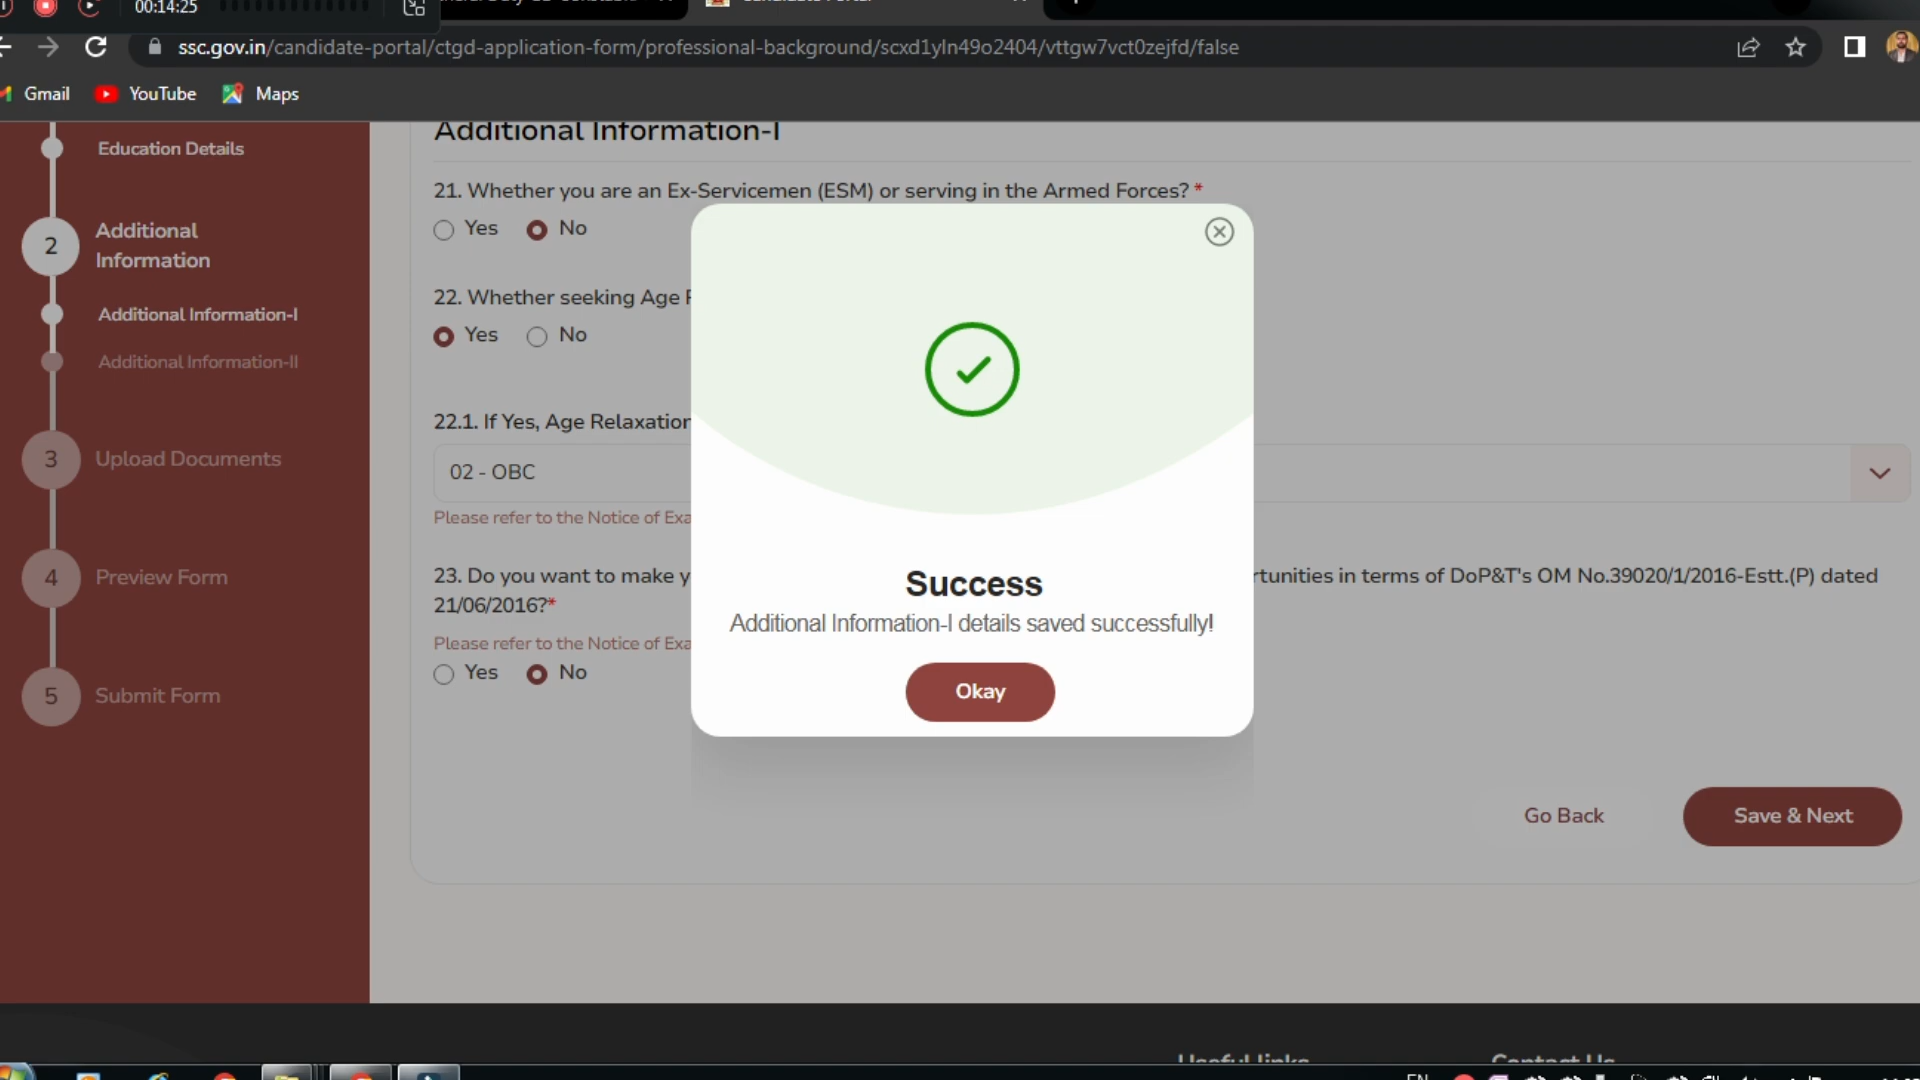 00:14:25
ssc.gov.in/candidate-portal/ctgd-application-form/professional-background/scxd1yln49o2404/vttgw7vct0zejfd/false
Gmail YouTube Maps
Education Details
2 Additional
Information
Additional Information-I
Additional Information-II
3 Upload Documents
4 Preview Form
5 Submit Form
Additional Information-I
21. Whether you are an Ex-Servicemen (ESM) or serving in the Armed Forces? *
Yes No
22. Whether seeking Age
Yes No
22.1. If Yes, Age Relaxation
02 - OBC
Please refer to the Notice of Exa
23. Do you want to make y rtunities in terms of DoP&T's OM No.39020/1/2016-Estt.(P) dated
21/06/2016?*
Please refer to the Notice of Exa
Yes No
Success
Additional Information-I details saved successfully!
Okay
Go Back Save & Next
Useful links Contact Us
EN